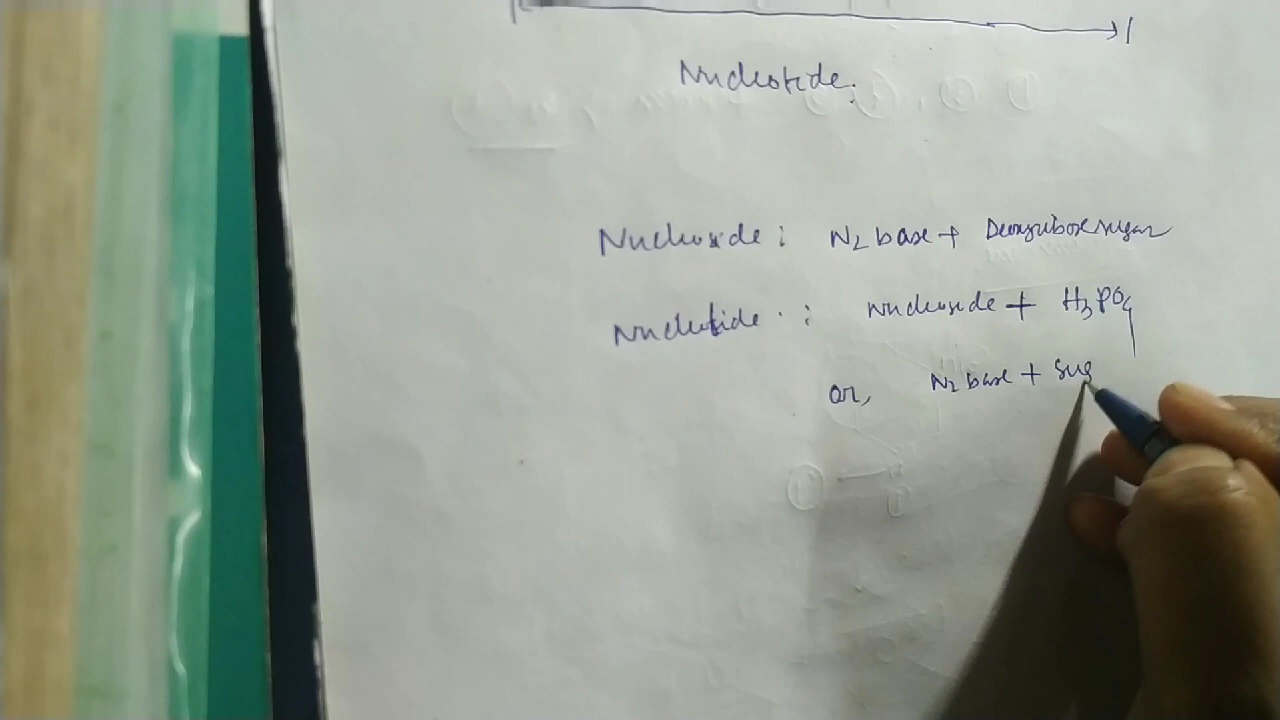 Nucleotide.
Nucleoside : N2 base + Deoxyribose sugar
Nucleotide : Nucleoside + H3PO4
or, N2 base + Sug